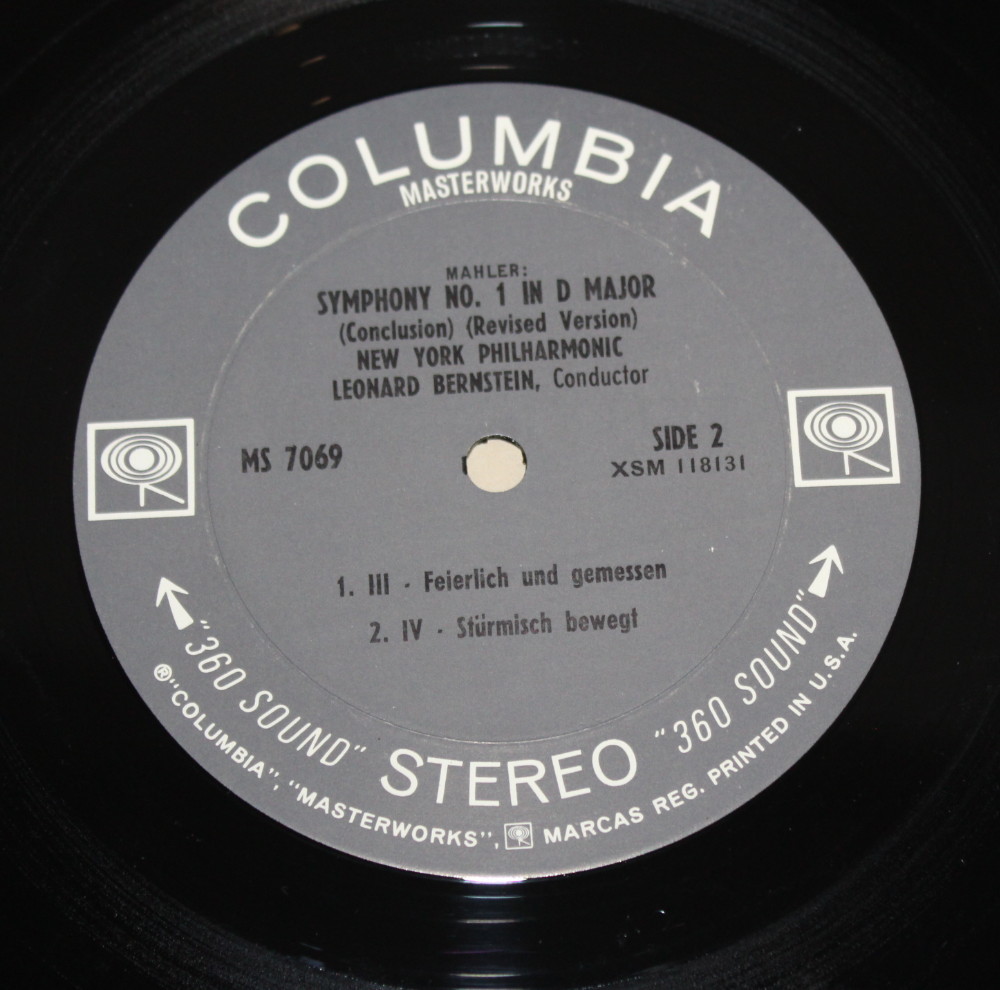 COLUMBIA
MASTERWORKS
MAHLER:
SYMPHONY NO. 1 IN D MAJOR
(Conclusion) (Revised Version)
NEW YORK PHILHARMONIC
LEONARD BERNSTEIN, Conductor
MS 7069
SIDE 2
XSM 118131
1. III - Feierlich und gemessen
2. IV - Stürmisch bewegt
"360 SOUND" STEREO "360 SOUND"
®"COLUMBIA", "MASTERWORKS", MARCAS REG. PRINTED IN U.S.A.